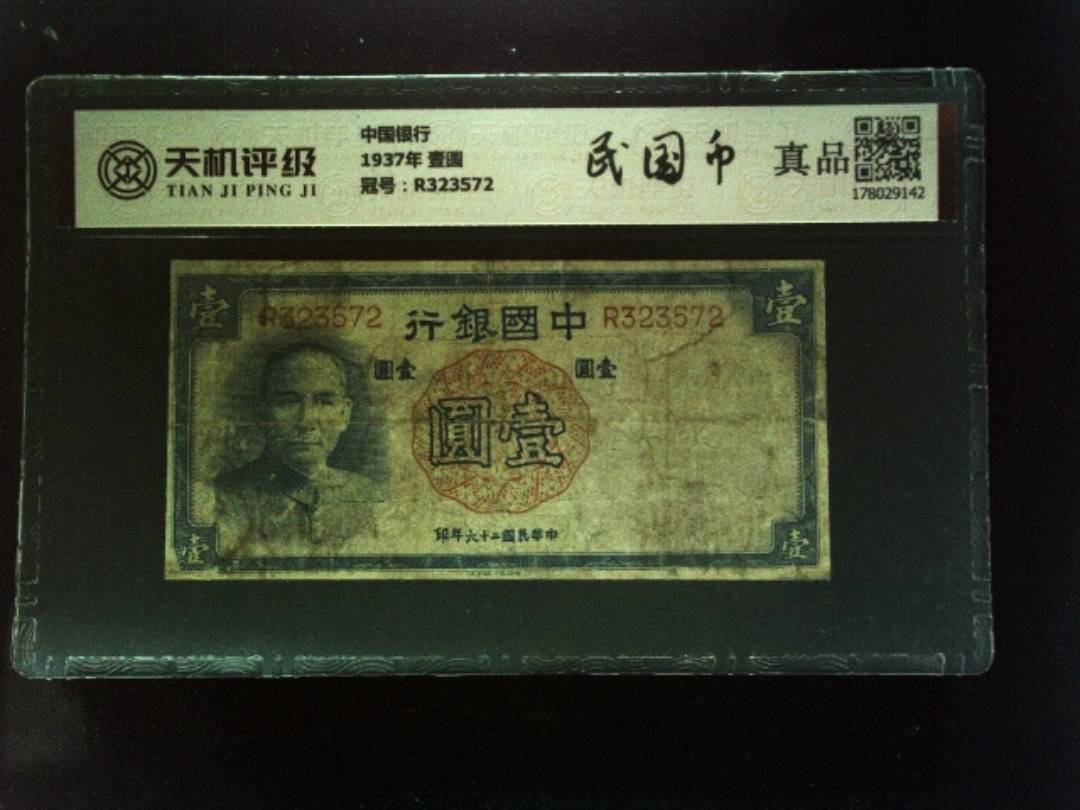 天机评级
TIAN JI PING JI
中国银行
1937年 壹圆
冠号：R323572
民国币
真品
178029142
壹
壹
R323572
中國銀行
R323572
壹圓
壹圓
壹圓
中華民國二十六年印
壹
壹